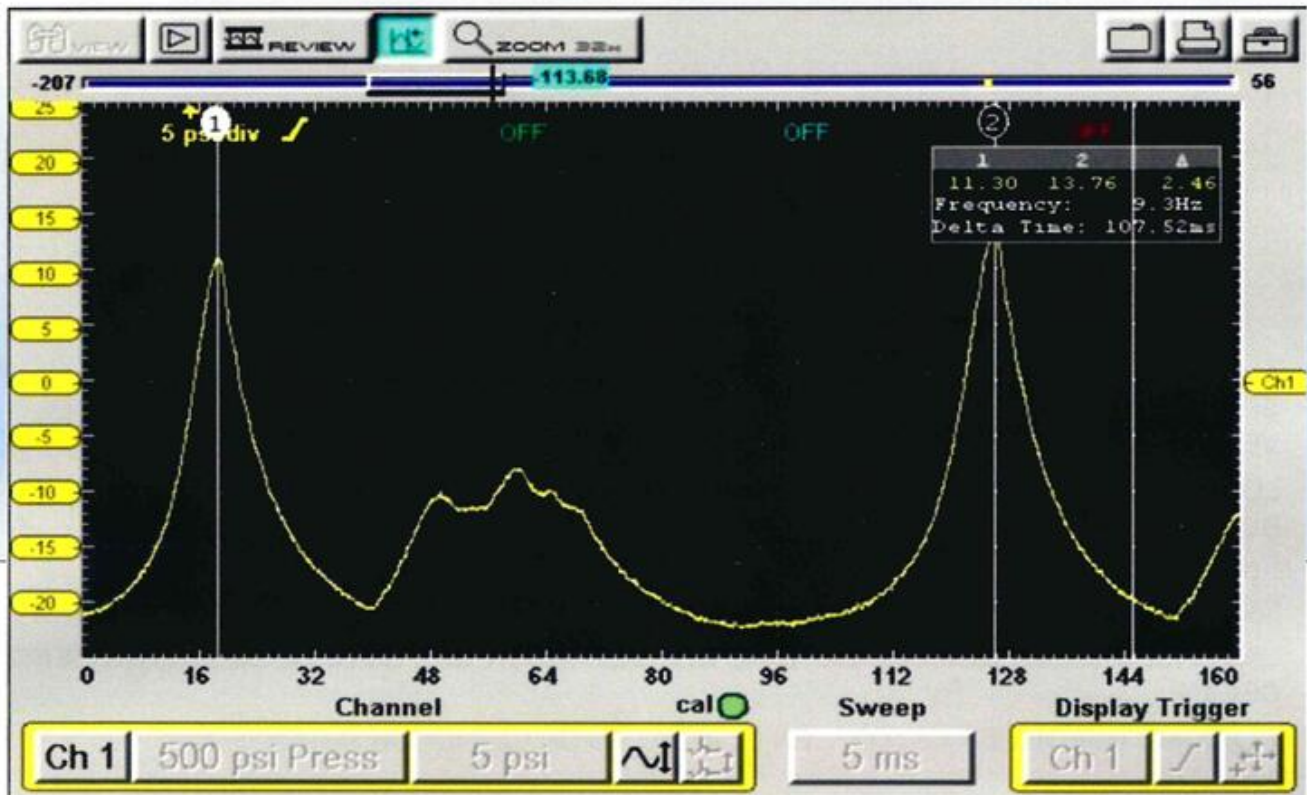 VIEW REVIEW ZOOM 32x
-207 -113.68 56
25
1 2
5 psi/div OFF OFF OFF
20
1 2 Δ
11.30 13.76 2.46
Frequency: 9.3Hz
Delta Time: 107.52ms
15
10
5
0 Ch1
-5
-10
-15
-20
0 16 32 48 64 80 96 112 128 144 160
Channel cal Sweep Display Trigger
Ch 1 500 psi Press 5 psi 5 ms Ch 1